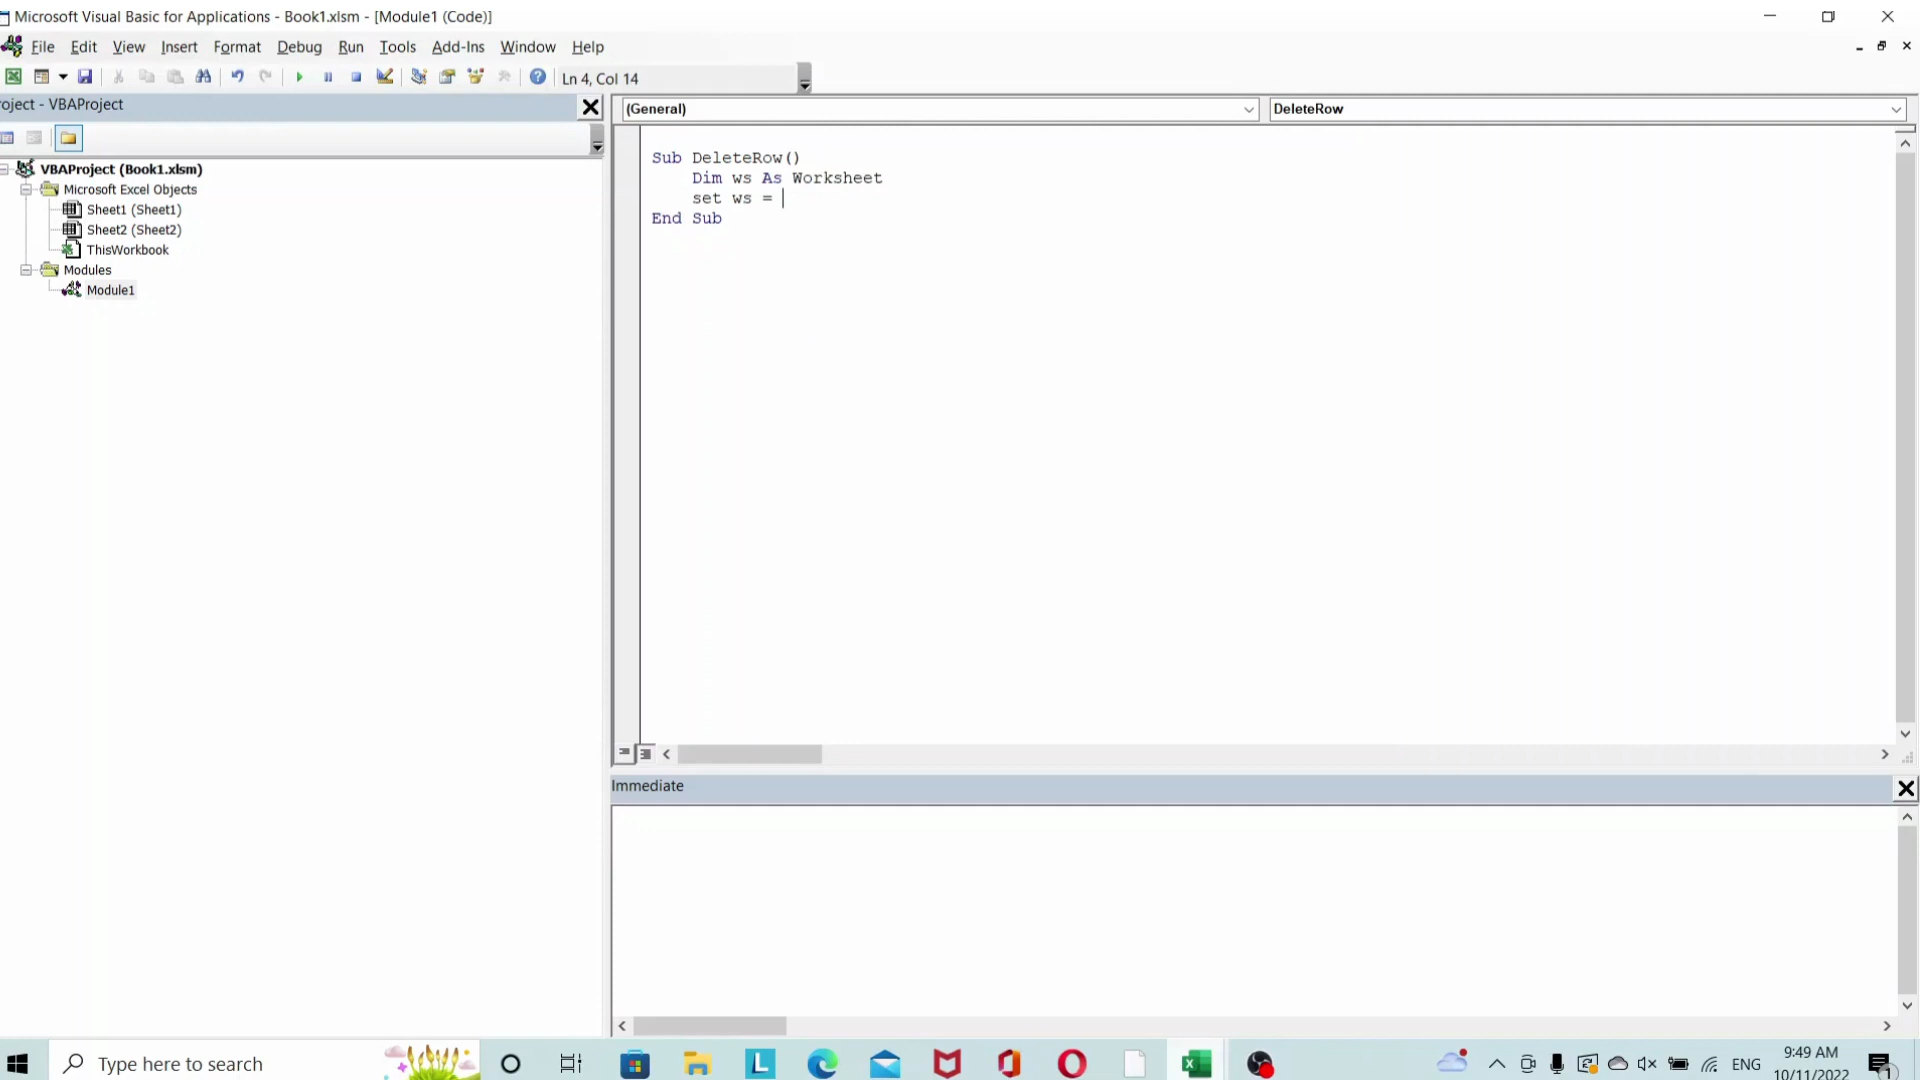 Microsoft Visual Basic for Applications - Book1.xlsm - [Module1 (Code)]
File Edit View Insert Format Debug Run Tools Add-Ins Window Help
Ln 4, Col 14
roject - VBAProject
(General)
DeleteRow
VBAProject (Book1.xlsm)
Microsoft Excel Objects
Sheet1 (Sheet1)
Sheet2 (Sheet2)
ThisWorkbook
Modules
Module1
Sub DeleteRow()
Dim ws As Worksheet
set ws =
End Sub
Immediate
Type here to search
L
ENG
9:49 AM
10/11/2022
1